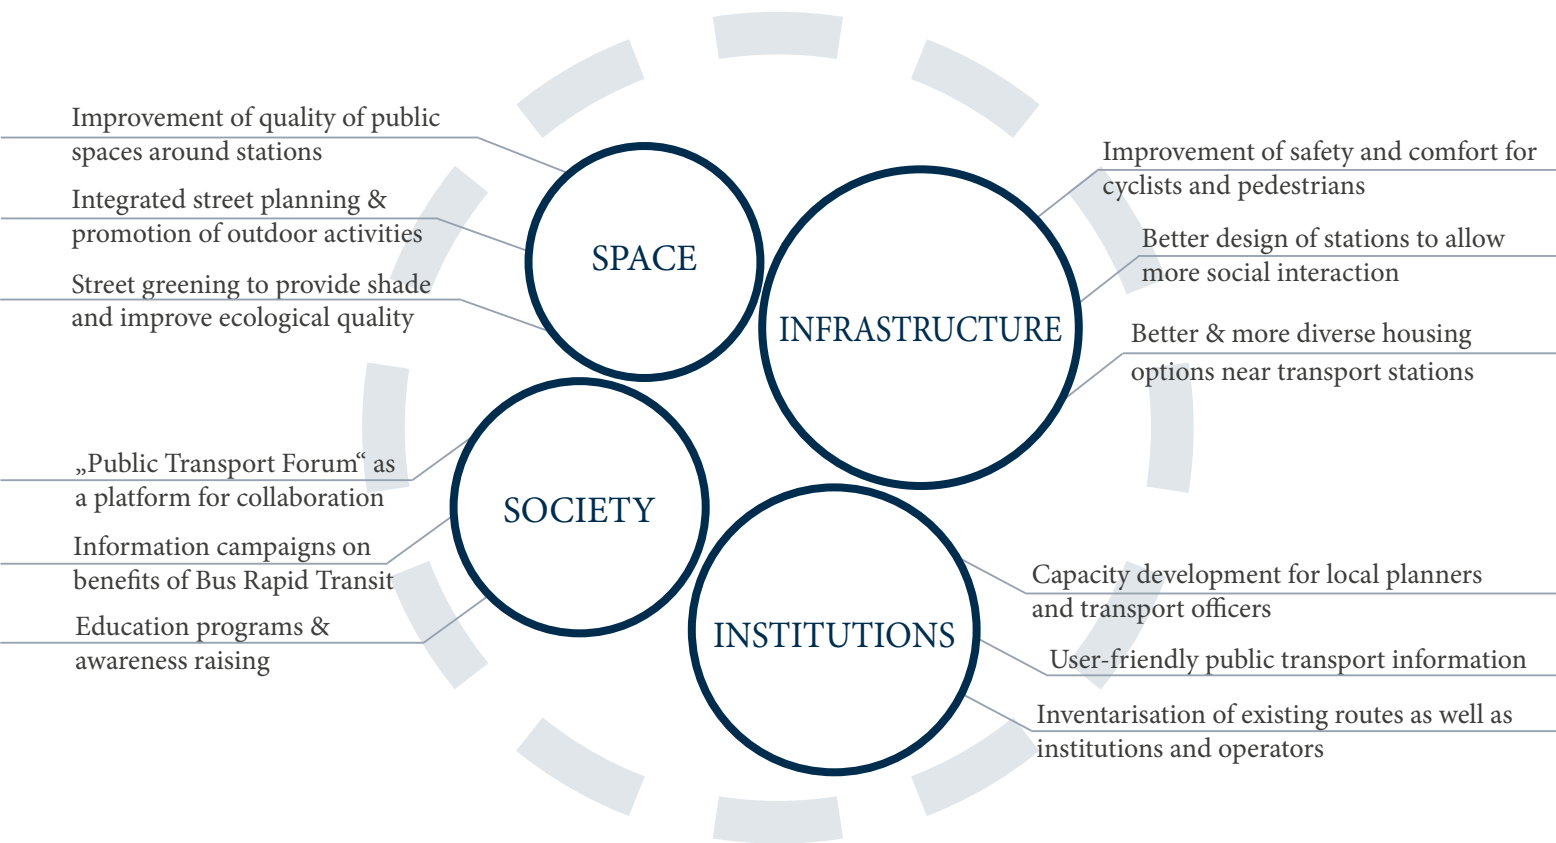 Improvement of quality of public
spaces around stations
Integrated street planning &
promotion of outdoor activities
Street greening to provide shade
and improve ecological quality
SPACE
Improvement of safety and comfort for
cyclists and pedestrians
Better design of stations to allow
more social interaction
Better & more diverse housing
options near transport stations
INFRASTRUCTURE
„Public Transport Forum“ as
a platform for collaboration
Information campaigns on
benefits of Bus Rapid Transit
Education programs &
awareness raising
SOCIETY
INSTITUTIONS
Capacity development for local planners
and transport officers
User-friendly public transport information
Inventarisation of existing routes as well as
institutions and operators